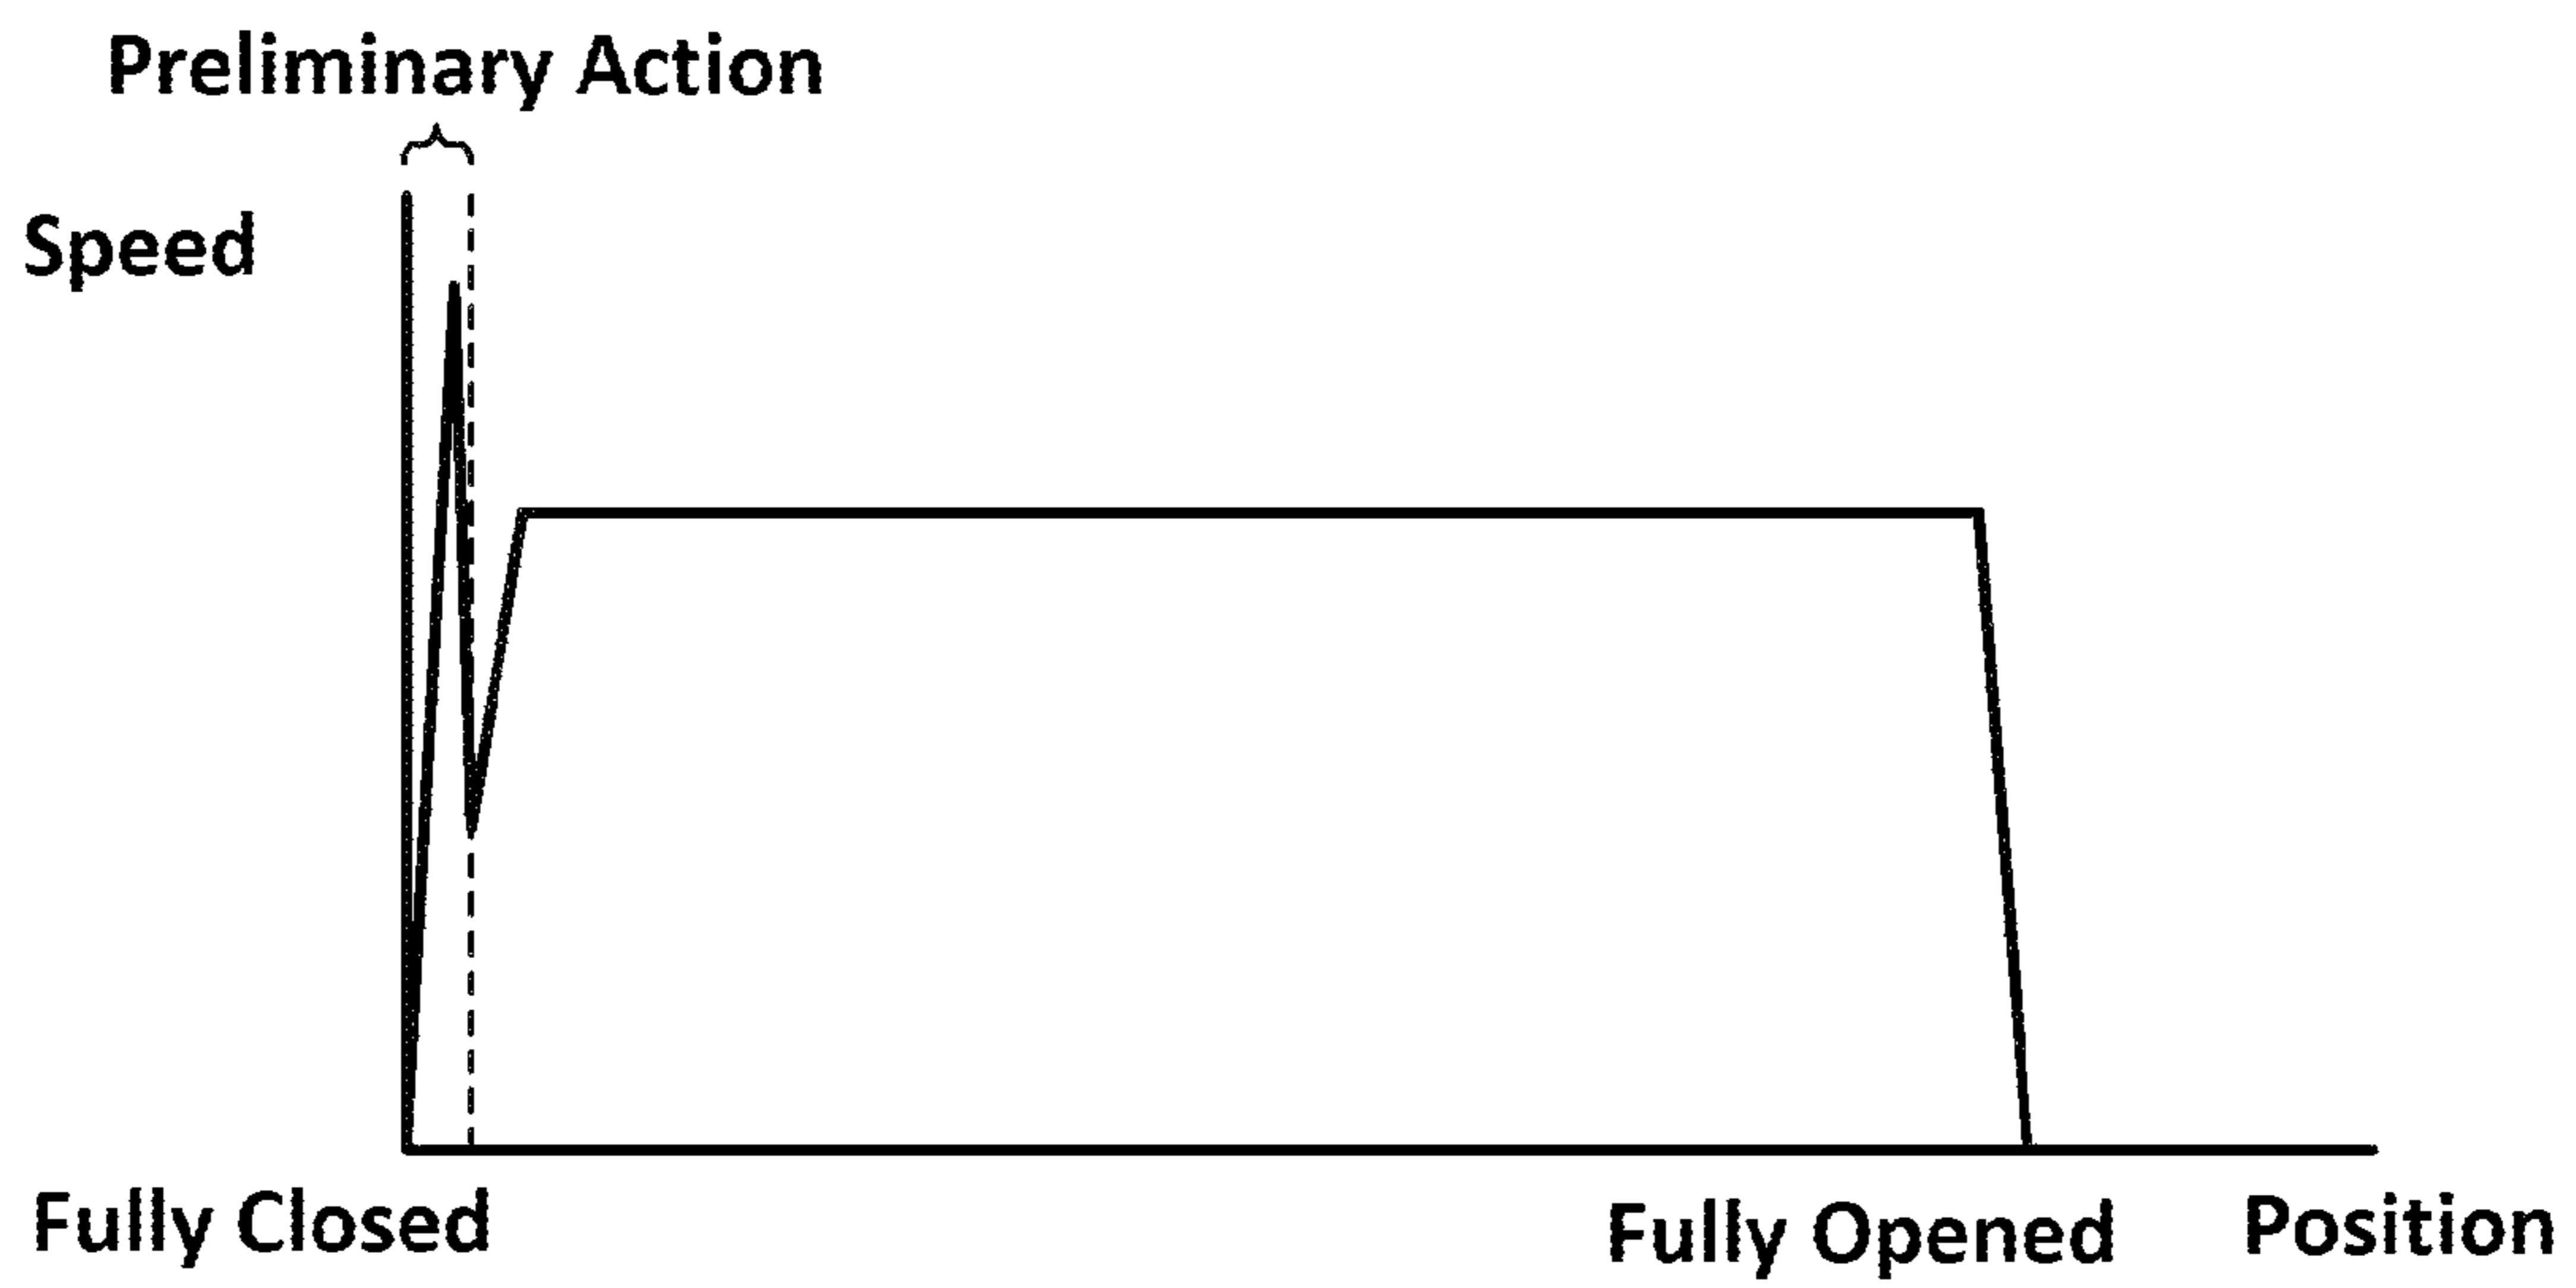 Preliminary Action
Speed
Fully Closed
Fully Opened
Position